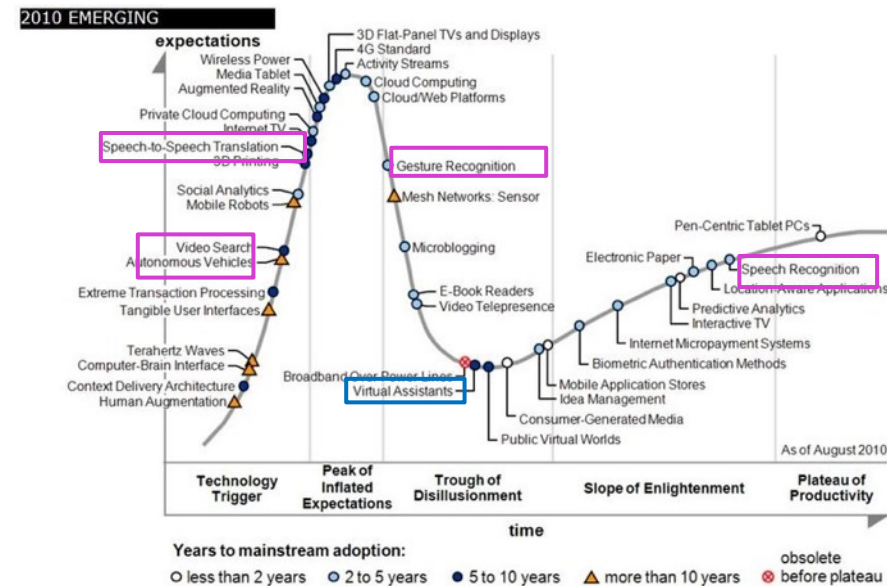 2010 EMERGING
expectations
3D Flat-Panel TVs and Displays
4G Standard
Activity Streams
Wireless Power
Media Tablet
Augmented Reality
Cloud Computing
Cloud/Web Platforms
Private Cloud Computing
Internet TV
Speech-to-Speech Translation
3D Printing
Gesture Recognition
Social Analytics
Mobile Robots
Mesh Networks: Sensor
Pen-Centric Tablet PCs
Video Search
Autonomous Vehicles
Microblogging
Electronic Paper
Speech Recognition
Location-Aware Applications
Extreme Transaction Processing
Tangible User Interfaces
E-Book Readers
Video Telepresence
Predictive Analytics
Interactive TV
Internet Micropayment Systems
Terahertz Waves
Computer-Brain Interface
Context Delivery Architecture
Human Augmentation
Broadband Over Power Lines
Virtual Assistants
Biometric Authentication Methods
Mobile Application Stores
Idea Management
Consumer-Generated Media
Public Virtual Worlds
As of August 2010
Technology
Trigger
Peak of
Inflated
Expectations
Trough of
Disillusionment
Slope of Enlightenment
Plateau of
Productivity
time
Years to mainstream adoption:
less than 2 years
2 to 5 years
5 to 10 years
more than 10 years
obsolete
before plateau